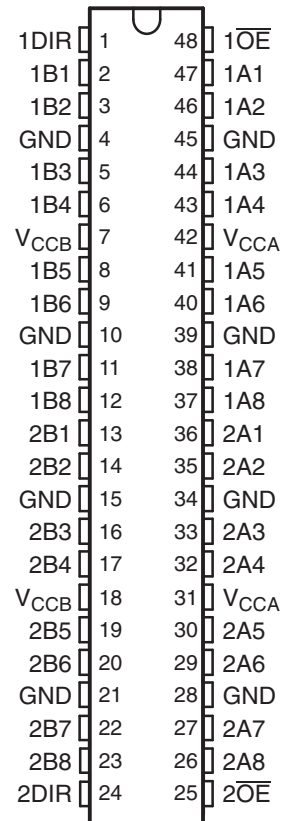 1DIR 1 48 1O̅E̅
1B1 2 47 1A1
1B2 3 46 1A2
GND 4 45 GND
1B3 5 44 1A3
1B4 6 43 1A4
VCCB 7 42 VCCA
1B5 8 41 1A5
1B6 9 40 1A6
GND 10 39 GND
1B7 11 38 1A7
1B8 12 37 1A8
2B1 13 36 2A1
2B2 14 35 2A2
GND 15 34 GND
2B3 16 33 2A3
2B4 17 32 2A4
VCCB 18 31 VCCA
2B5 19 30 2A5
2B6 20 29 2A6
GND 21 28 GND
2B7 22 27 2A7
2B8 23 26 2A8
2DIR 24 25 2O̅E̅